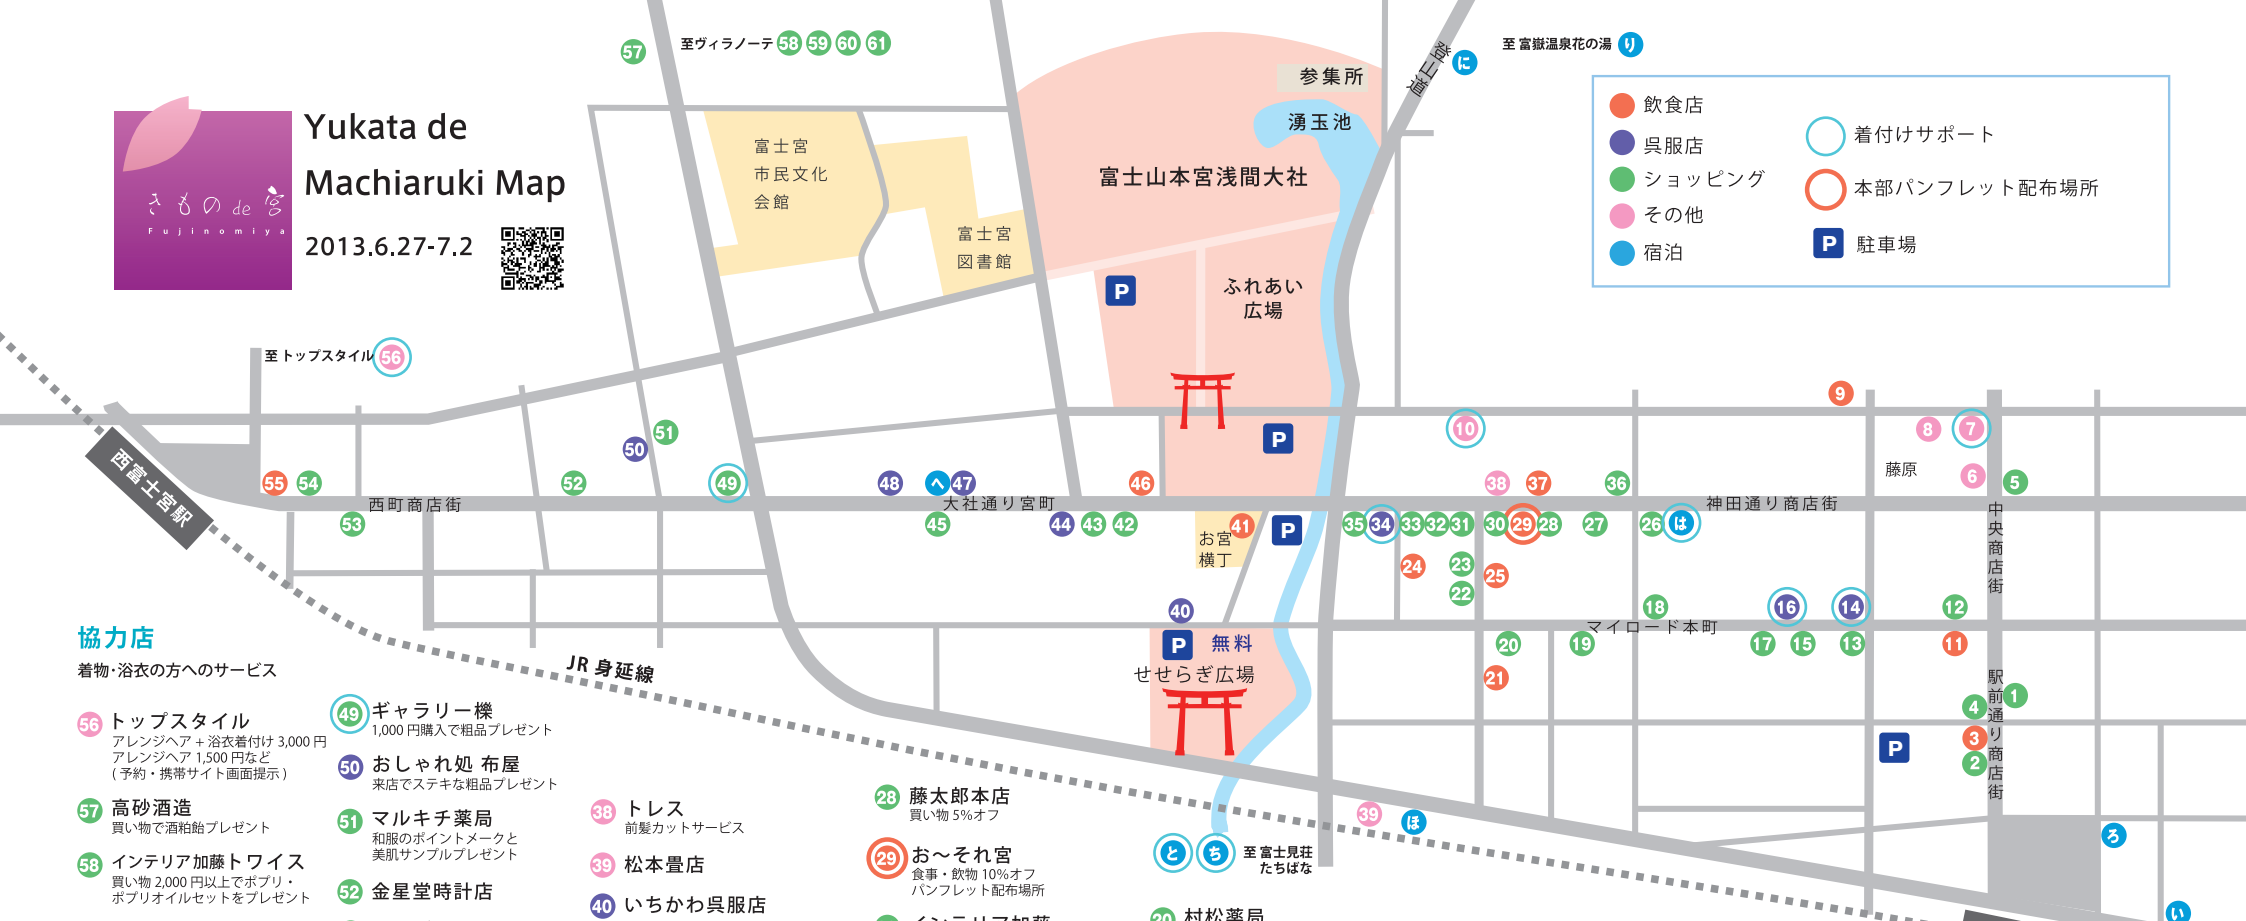 Yukata de
Machiaruki Map
2013.6.27-7.2
きもの de 宮
Fujinomiya
57
至ヴィラノーテ 58 59 60 61
登山道
に
至 富嶽温泉花の湯 り
飲食店
呉服店
ショッピング
その他
宿泊
着付けサポート
本部パンフレット配布場所
P 駐車場
参集所
湧玉池
富士山本宮浅間大社
富士宮
市民文化
会館
富士宮
図書館
P
ふれあい
広場
至 トップスタイル 56
西富士宮駅
9
10
8
7
藤原
6
5
P
50
51
55
54
52
49
48
へ
47
46
38
37
36
西町商店街
大社通り宮町
神田通り商店街
中央商店街
53
45
44
43
42
お宮
横丁
41
P
35
34
33
32
31
30
29
28
27
26
は
24
23
25
22
40
18
16
14
12
マイロード本町
P 無料
せせらぎ広場
20
19
17
15
13
11
21
駅前通り商店街
1
4
3
2
P
JR 身延線
39
ほ
ろ
い
と
ち
至 富士見荘
たちばな
協力店
着物･浴衣の方へのサービス
56 トップスタイル
アレンジヘア + 浴衣着付け 3,000 円
アレンジヘア 1,500 円など
( 予約・携帯サイト画面提示 )
57 高砂酒造
買い物で酒粕飴プレゼント
58 インテリア加藤トワイス
買い物 2,000 円以上でポプリ・
ポプリオイルセットをプレゼント
49 ギャラリー欅
1,000 円購入で粗品プレゼント
50 おしゃれ処 布屋
来店でステキな粗品プレゼント
51 マルキチ薬局
和服のポイントメークと
美肌サンプルプレゼント
52 金星堂時計店
38 トレス
前髪カットサービス
39 松本畳店
40 いちかわ呉服店
28 藤太郎本店
買い物 5%オフ
29 お〜それ宮
食事・飲物 10%オフ
パンフレット配布場所
インテリア加藤
20 村松薬局